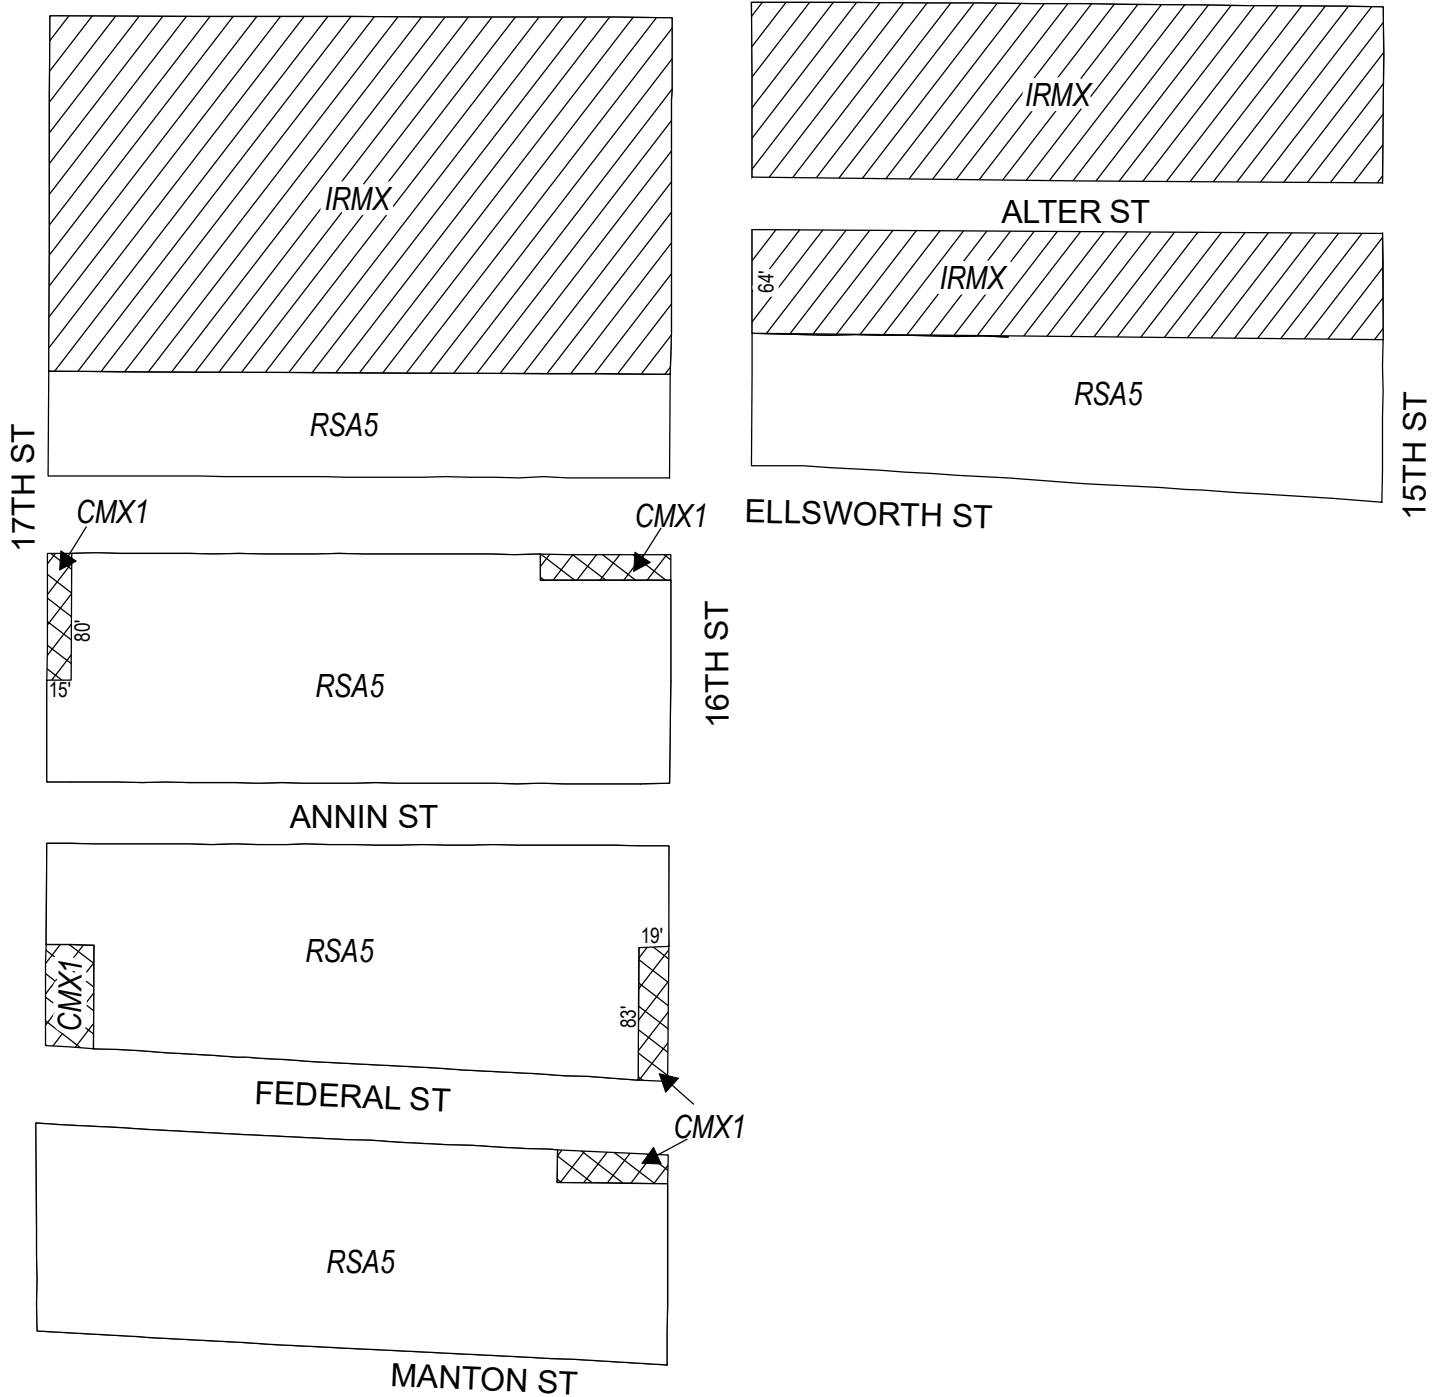 IRMX
ALTER ST
IRMX
64'
IRMX
RSA5
RSA5
17TH ST
15TH ST
CMX1
CMX1
ELLSWORTH ST
80'
15'
RSA5
16TH ST
ANNIN ST
RSA5
19'
CMX1
83'
FEDERAL ST
CMX1
RSA5
MANTON ST